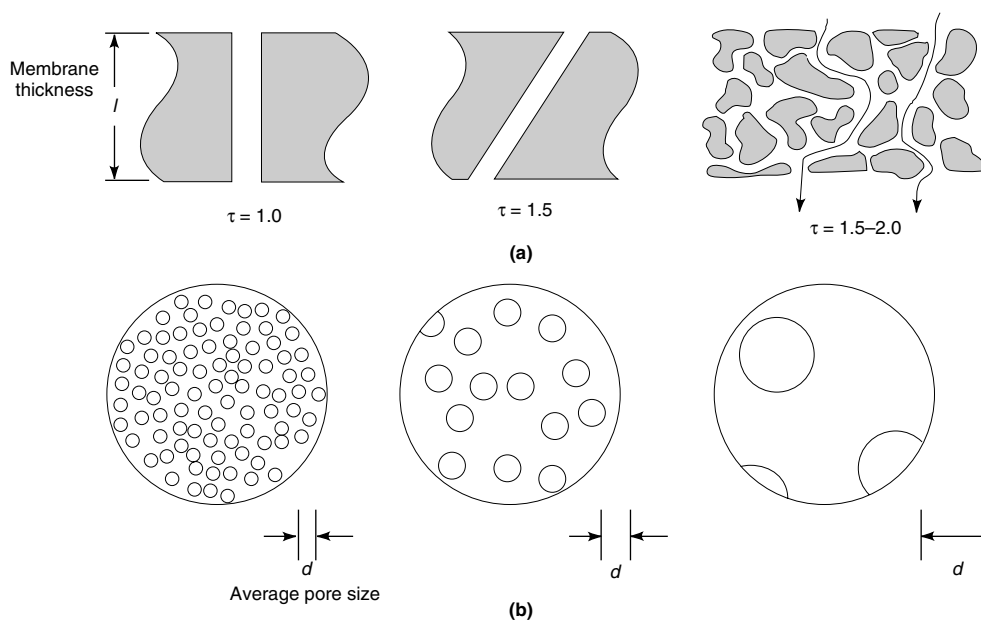 Membrane
thickness
l
τ = 1.0
τ = 1.5
τ = 1.5–2.0
(a)
d
d
d
Average pore size
(b)